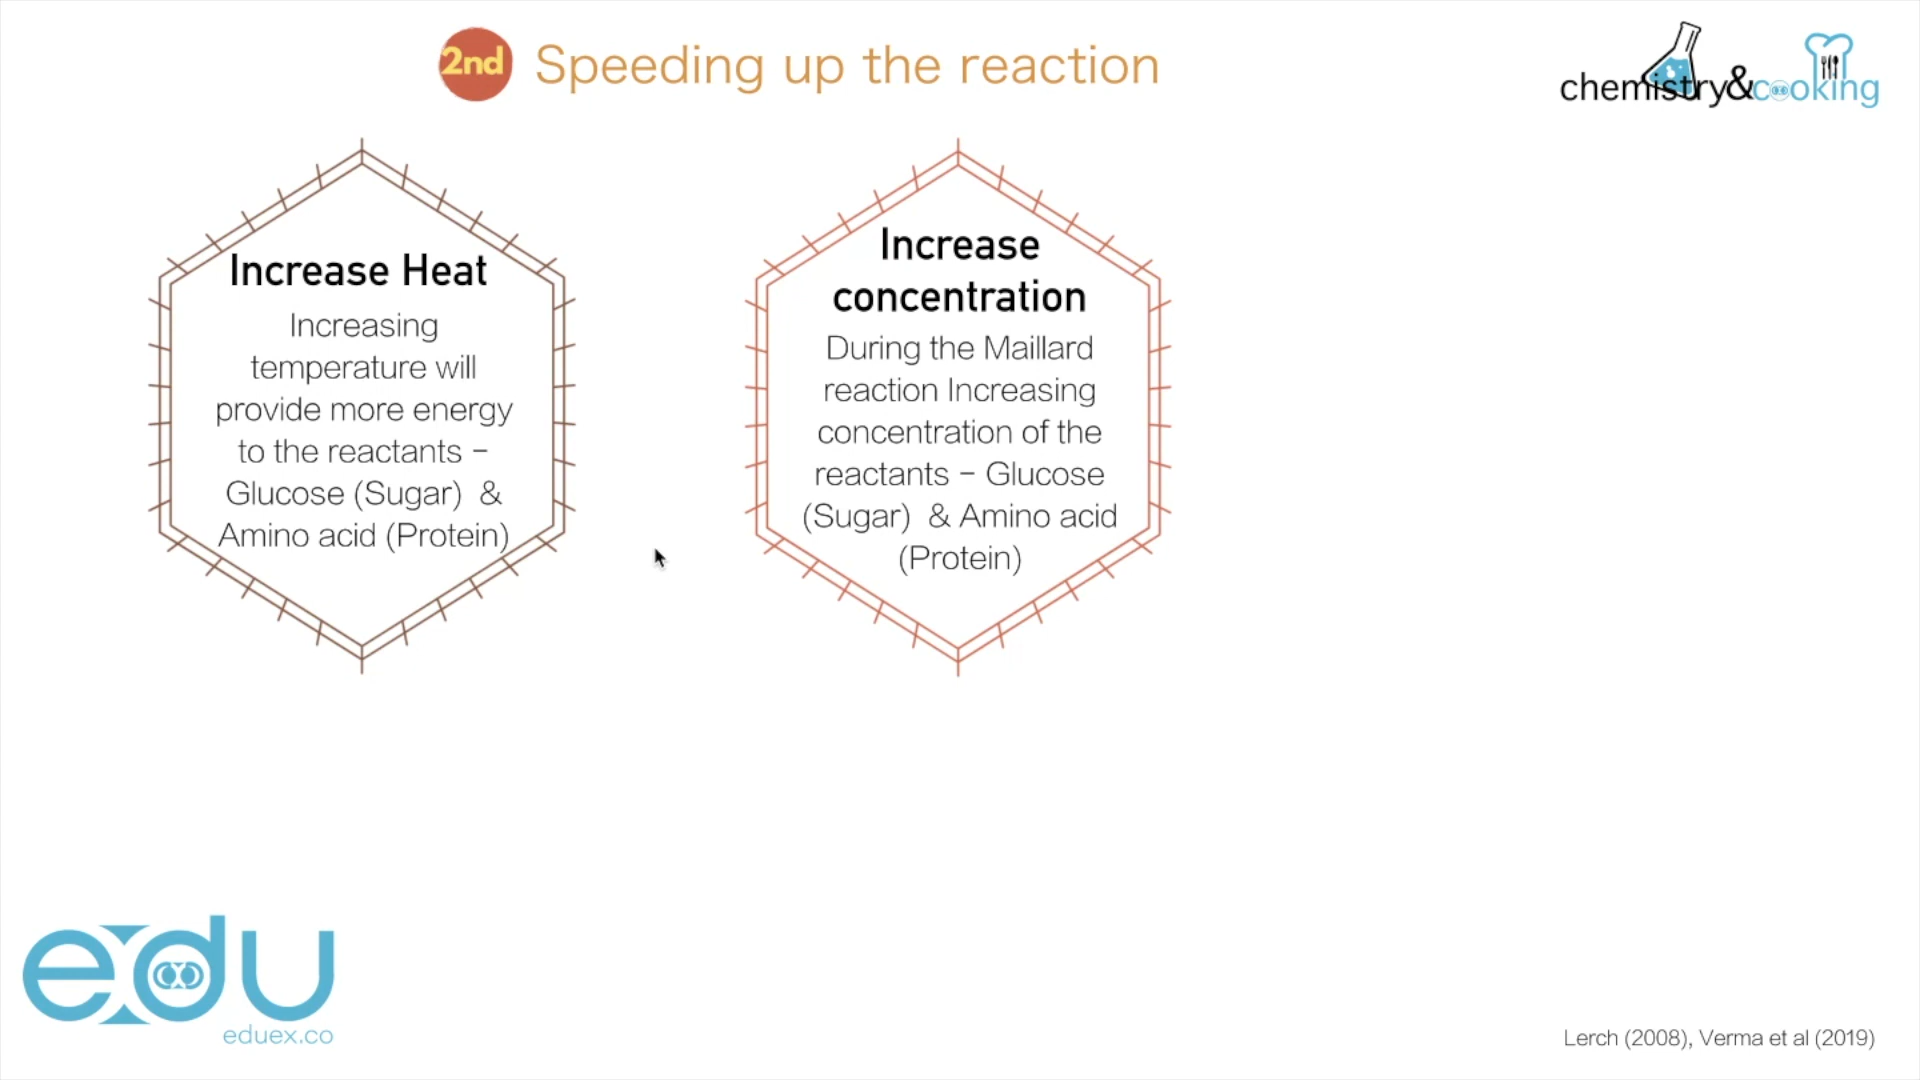 2nd Speeding up the reaction
chemistry&cooking
Increase Heat
Increasing
temperature will
provide more energy
to the reactants –
Glucose (Sugar) &
Amino acid (Protein)
Increase
concentration
During the Maillard
reaction Increasing
concentration of the
reactants – Glucose
(Sugar) & Amino acid
(Protein)
edu
eduex.co
Lerch (2008), Verma et al (2019)